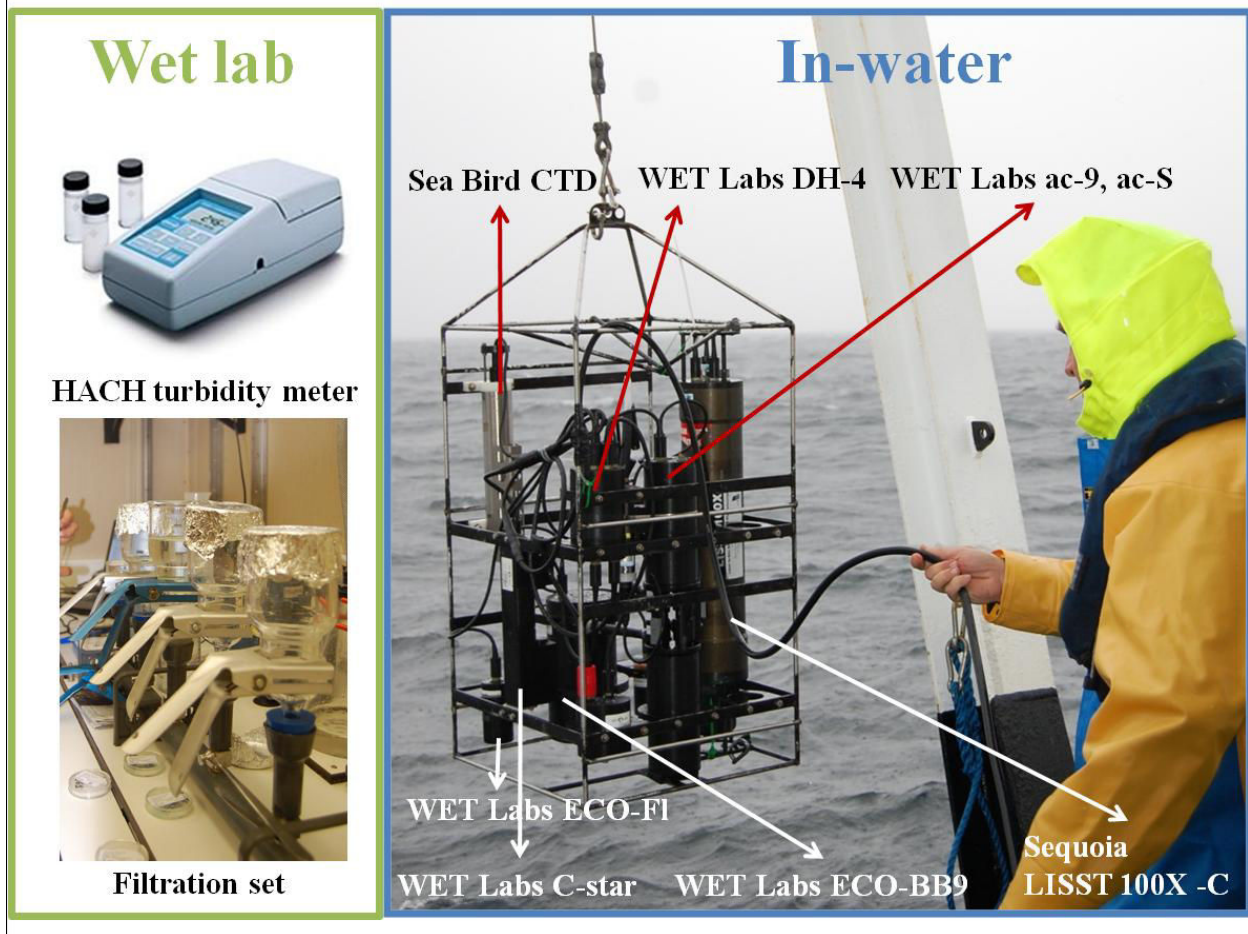 Wet lab
HACH turbidity meter
Filtration set
In-water
Sea Bird CTD
WET Labs DH-4
WET Labs ac-9, ac-S
WET Labs ECO-Fl
WET Labs C-star
WET Labs ECO-BB9
Sequoia
LISST 100X -C